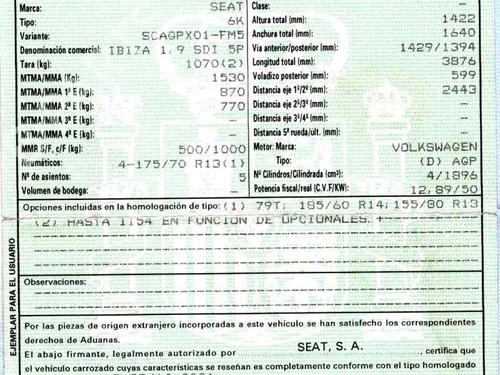 Marca: SEAT
Tipo: 6K
Variante: SCAGPX01-FM5
Denominación comercial: IBIZA 1,9 SDI 5P
Tara (kg) 1070(2)
MTMA/MMA (Kg) 1530
MTMA/MMA 1º E (kg) 870
MTMA/MMA 2º E (kg) 770
MTMA/MMA 3º E (kg) —
MTMA/MMA 4º E (kg) —
MMR S/F, c/F (kg) 500/1000
Neumáticos: 4-175/70 R13(1)
Nº de asientos: 5
Volumen de bodega: —
Clase: —
Altura total (mm): 1422
Anchura total (mm): 1640
Vía anterior/posterior (mm): 1429/1394
Longitud total (mm): 3876
Voladizo posterior (mm): 599
Distancia eje 1º/2º (mm): 2443
Distancia eje 2º/3º (mm): —
Distancia eje 3º/4º (mm): —
Distancia 5ª rueda/últ. (mm): —
Motor: Marca: VOLKSWAGEN
Tipo: (D) AGP
Nº Cilindros/Cilindrada (cm³): 4/1896
Potencia fiscal/real (C.V.F/KW): 12,89/50
Opciones incluidas en la homologación de tipo: (1) 79T; 185/60 R14;155/80 R13
(2) HASTA 1154 EN FUNCION DE OPCIONALES. +
Observaciones:
Por las piezas de origen extranjero incorporadas a este vehículo se han satisfecho los correspondientes
derechos de Aduanas.
El abajo firmante, legalmente autorizado por SEAT, S. A. , certifica que
el vehículo carrozado cuyas características se reseñan es completamente conforme al tipo homologado
EJEMPLAR PARA EL USUARIO